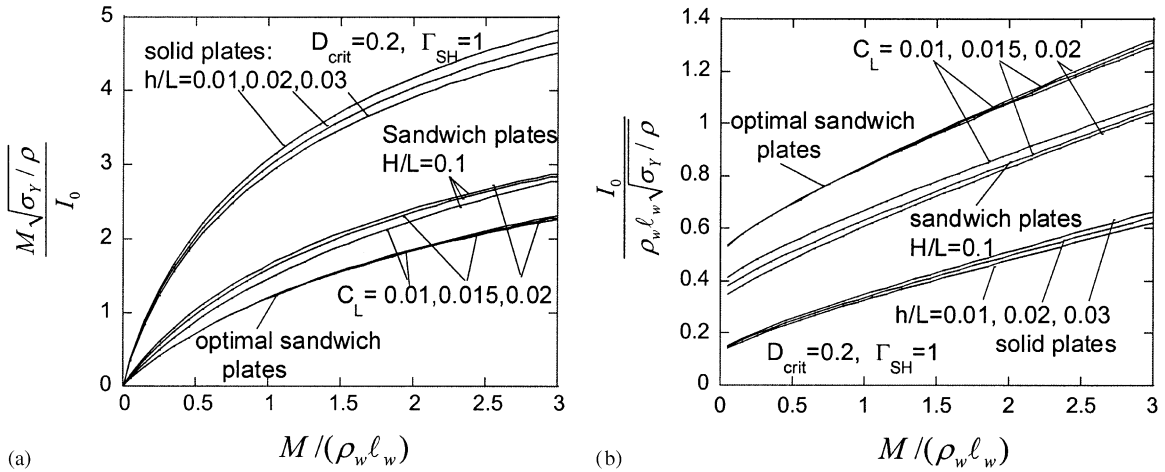 5
4
3
2
1
0
M√σ_Y / ρ
I_0
solid plates:
h/L=0.01,0.02,0.03
D_crit=0.2, Γ_SH=1
Sandwich plates
H/L=0.1
C_L = 0.01,0.015,0.02
optimal sandwich
plates
0 0.5 1 1.5 2 2.5 3
M /(ρ_w ℓ_w)
(a)
1.4
1.2
1.0
0.8
0.6
0.4
0.2
0
I_0
ρ_w ℓ_w √σ_Y / ρ
C_L = 0.01, 0.015, 0.02
optimal sandwich
plates
sandwich plates
H/L=0.1
h/L=0.01, 0.02, 0.03
solid plates
D_crit=0.2, Γ_SH=1
0 0.5 1 1.5 2 2.5 3
M /(ρ_w ℓ_w)
(b)